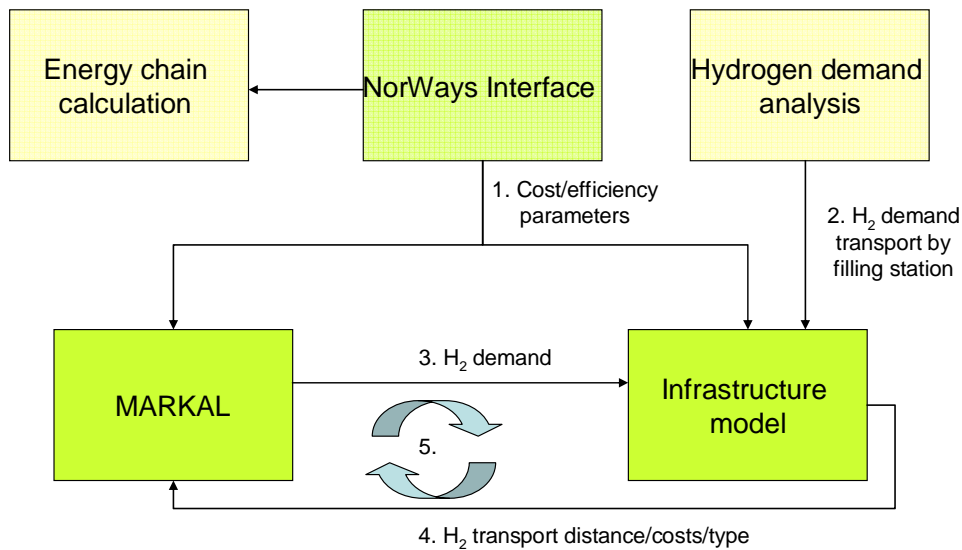 Energy chain
calculation
NorWays Interface
Hydrogen demand
analysis
1. Cost/efficiency
parameters
2. H₂ demand
transport by
filling station
3. H₂ demand
MARKAL
Infrastructure
model
5.
4. H₂ transport distance/costs/type